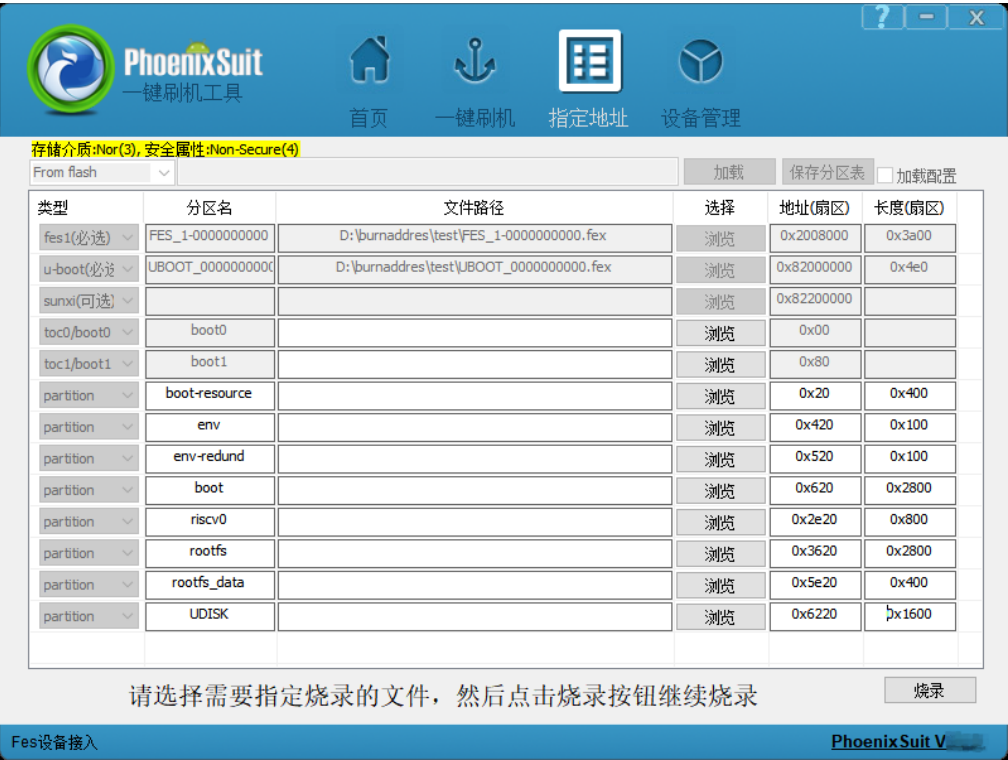 ? − X
PhoenixSuit
一键刷机工具
首页 一键刷机 指定地址 设备管理
存储介质:Nor(3), 安全属性:Non-Secure(4)
From flash 加载 保存分区表 加载配置
类型 分区名 文件路径 选择 地址(扇区) 长度(扇区)
fes1(必选) FES_1-0000000000 D:\burnaddres\test\FES_1-0000000000.fex 浏览 0x2008000 0x3a00
u-boot(必选 UBOOT_0000000000 D:\burnaddres\test\UBOOT_0000000000.fex 浏览 0x82000000 0x4e0
sunxi(可选) 浏览 0x82200000
toc0/boot0 boot0 浏览 0x00
toc1/boot1 boot1 浏览 0x80
partition boot-resource 浏览 0x20 0x400
partition env 浏览 0x420 0x100
partition env-redund 浏览 0x520 0x100
partition boot 浏览 0x620 0x2800
partition riscv0 浏览 0x2e20 0x800
partition rootfs 浏览 0x3620 0x2800
partition rootfs_data 浏览 0x5e20 0x400
partition UDISK 浏览 0x6220 0x1600
请选择需要指定烧录的文件，然后点击烧录按钮继续烧录 烧录
Fes设备接入 PhoenixSuit V